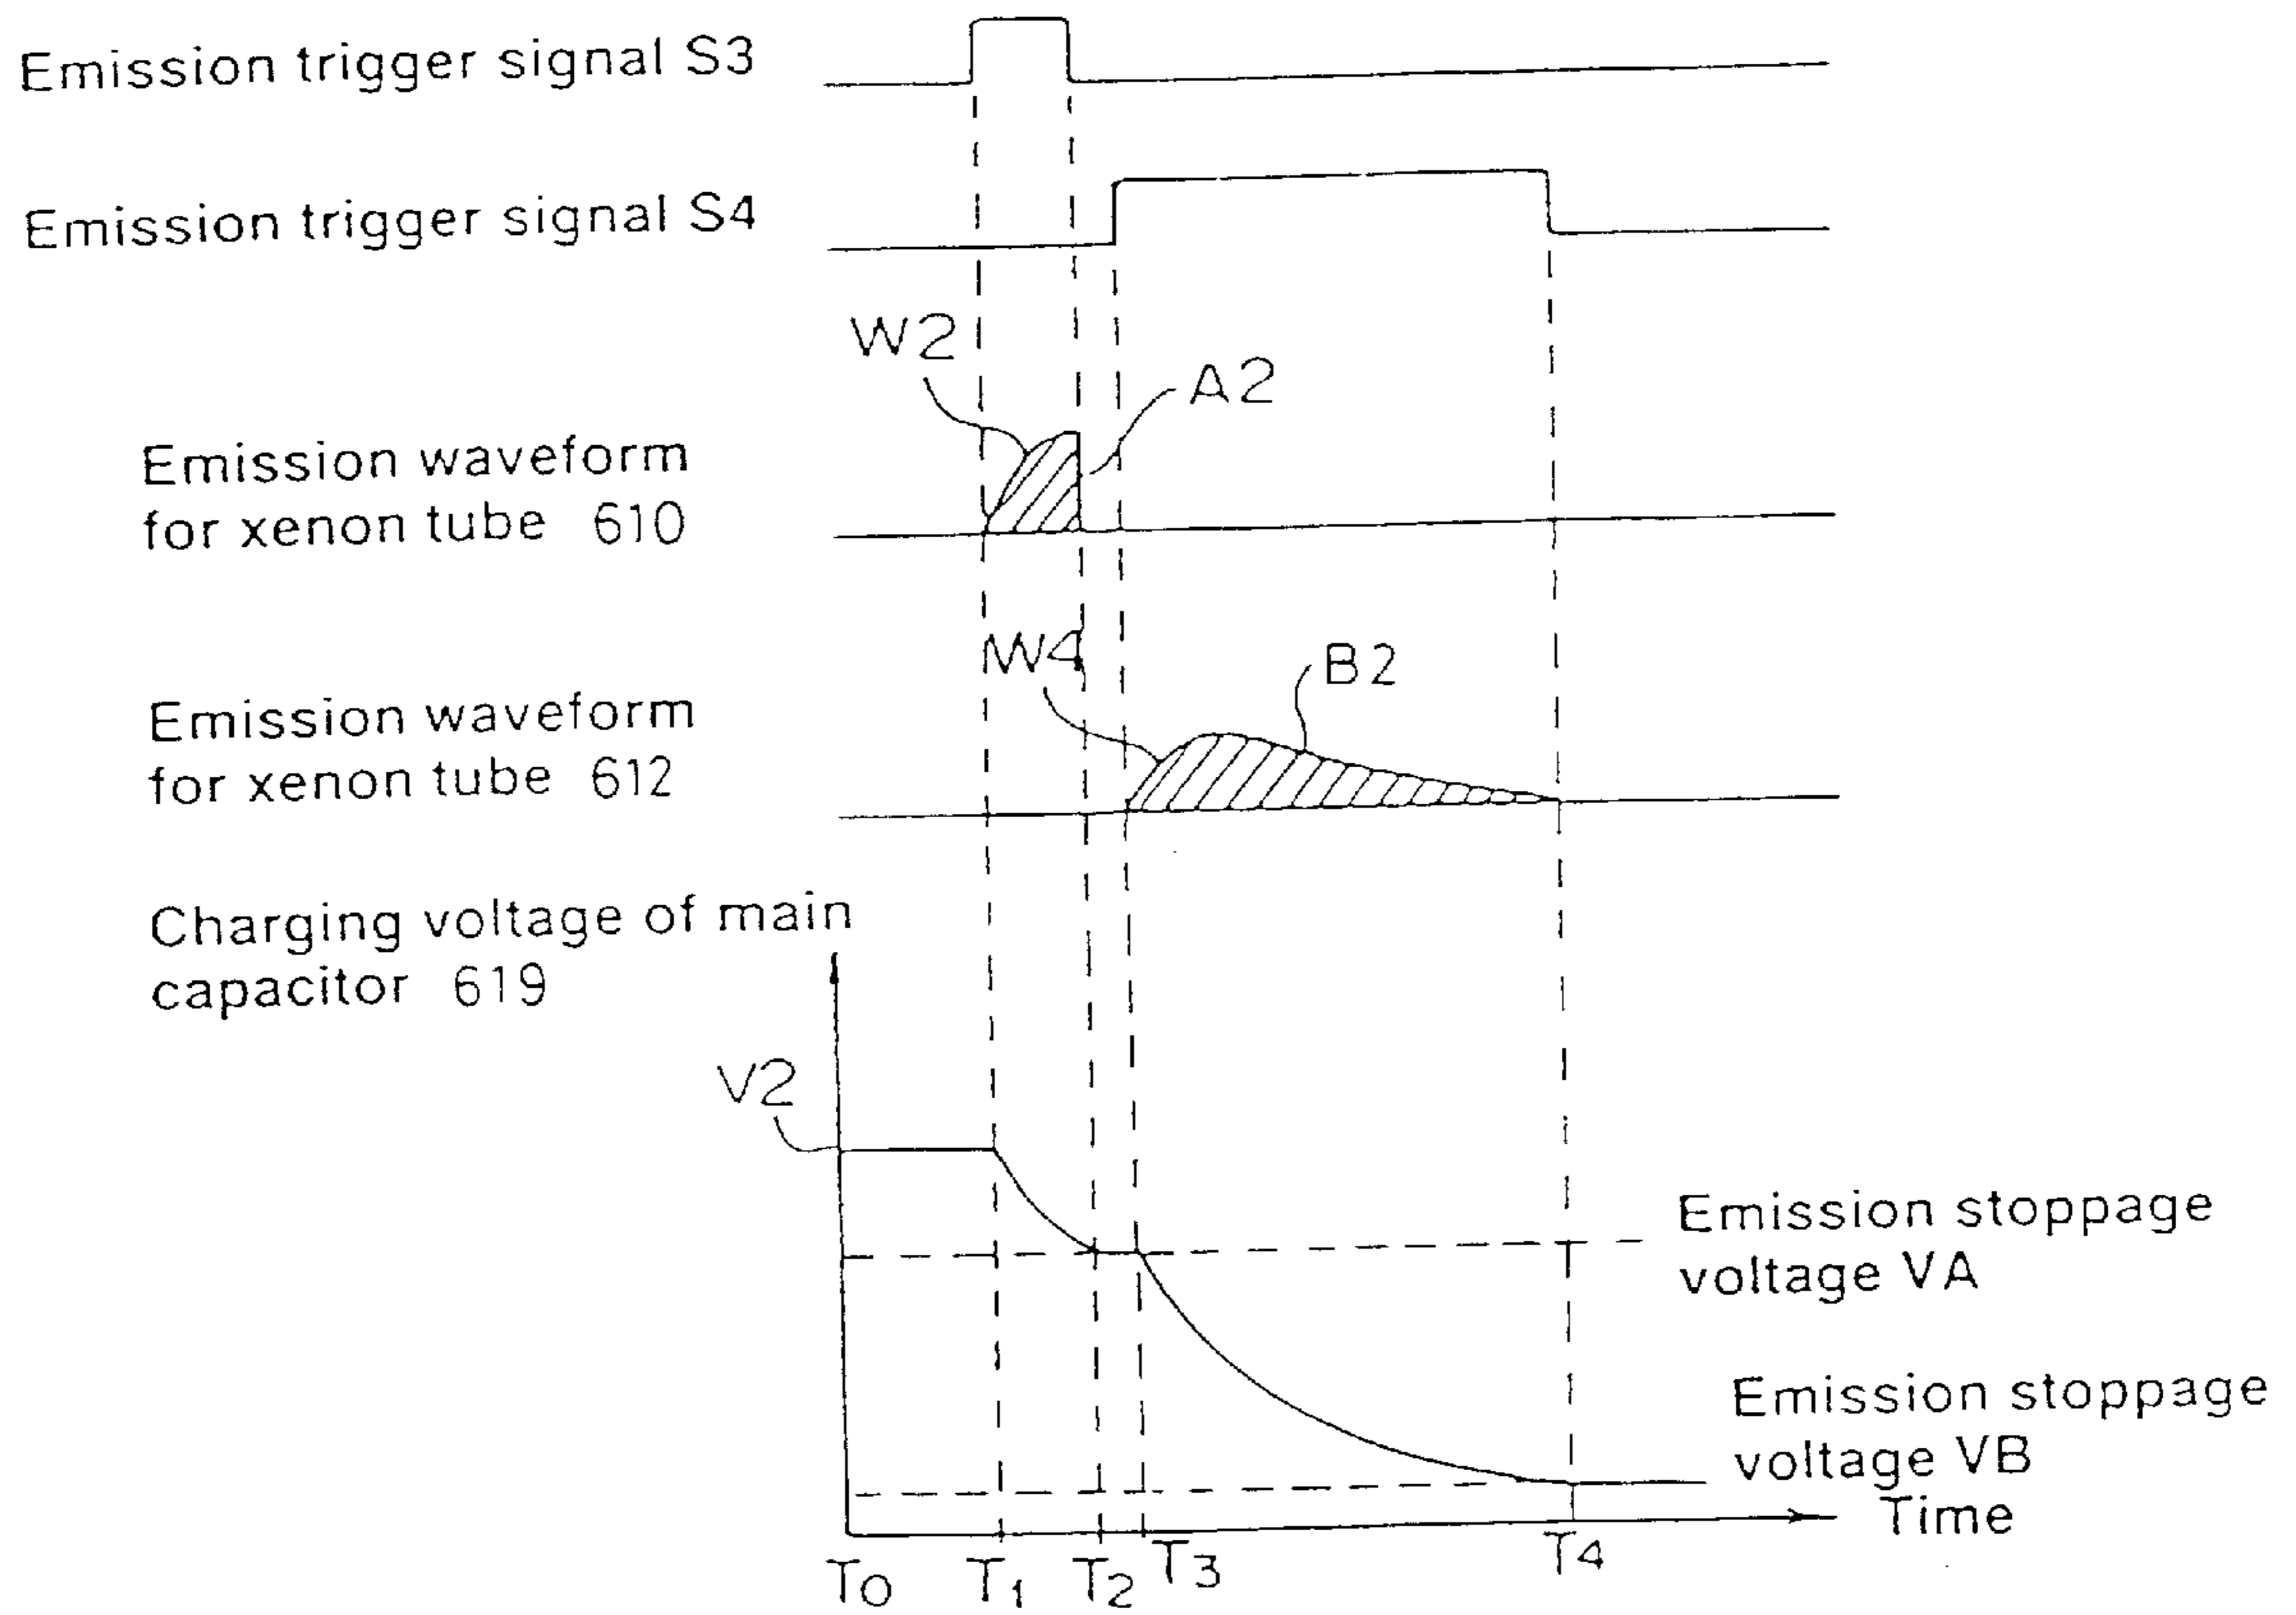 Emission trigger signal S3
Emission trigger signal S4
W2
A2
Emission waveform
for xenon tube 610
W4
B2
Emission waveform
for xenon tube 612
Charging voltage of main
capacitor 619
V2
Emission stoppage
voltage VA
Emission stoppage
voltage VB
Time
T0 T1 T2 T3 T4